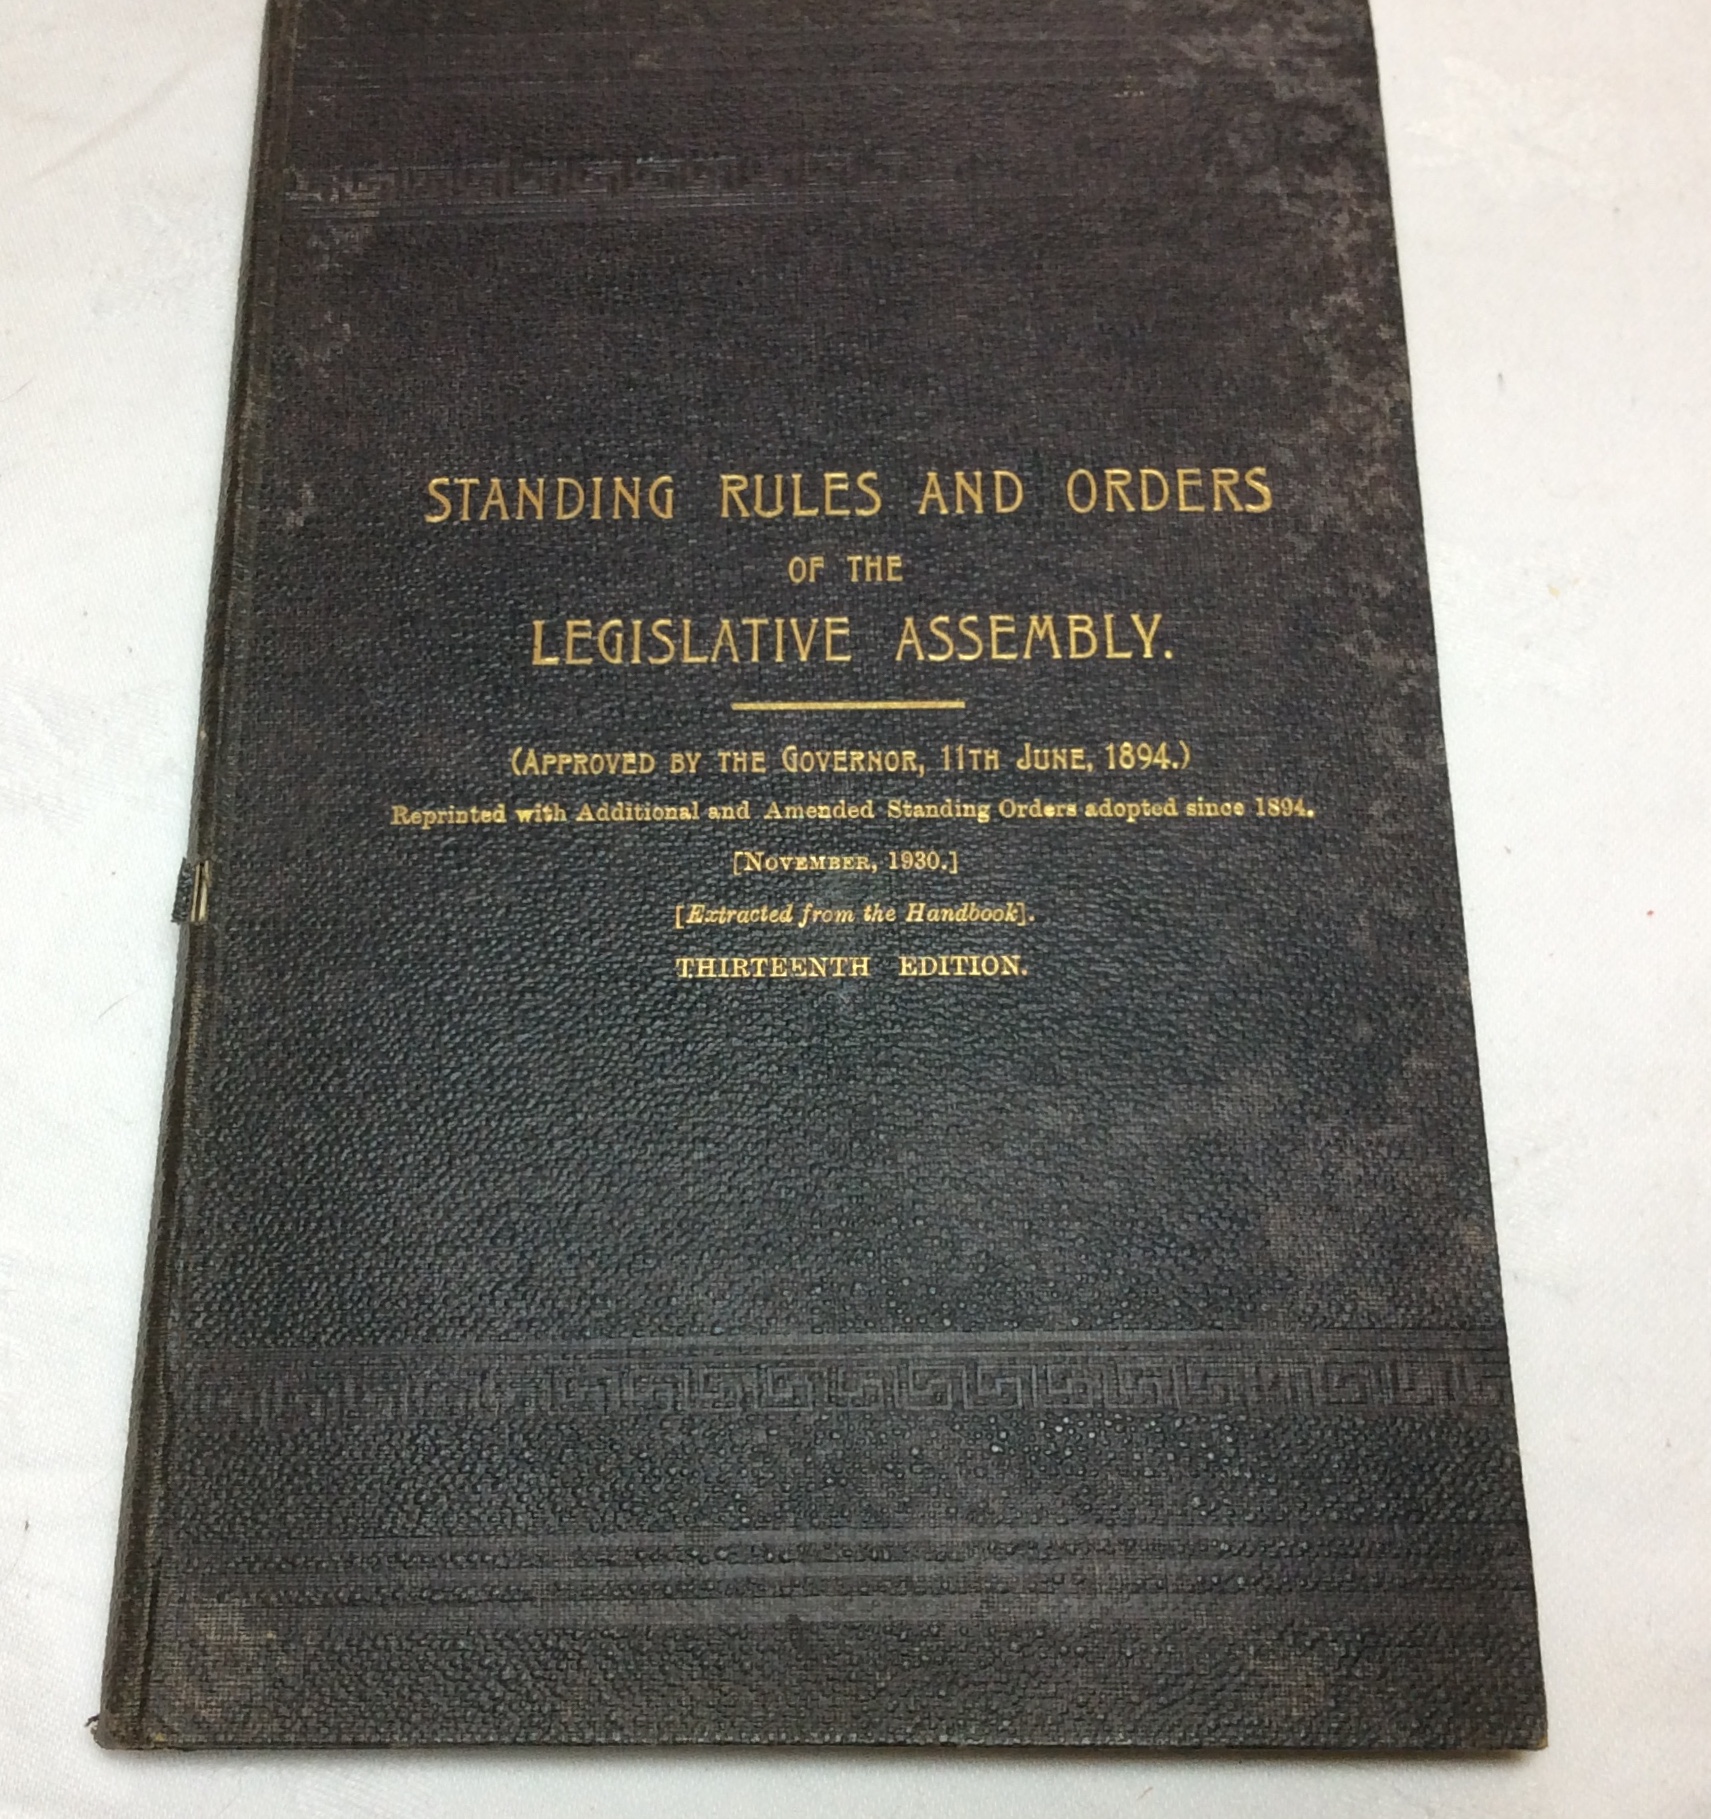 STANDING RULES AND ORDERS
OF THE
LEGISLATIVE ASSEMBLY.
(APPROVED BY THE GOVERNOR, 11TH JUNE, 1894.)
Reprinted with Additional and Amended Standing Orders adopted since 1894.
[NOVEMBER, 1930.]
[Extracted from the Handbook].
THIRTEENTH EDITION.